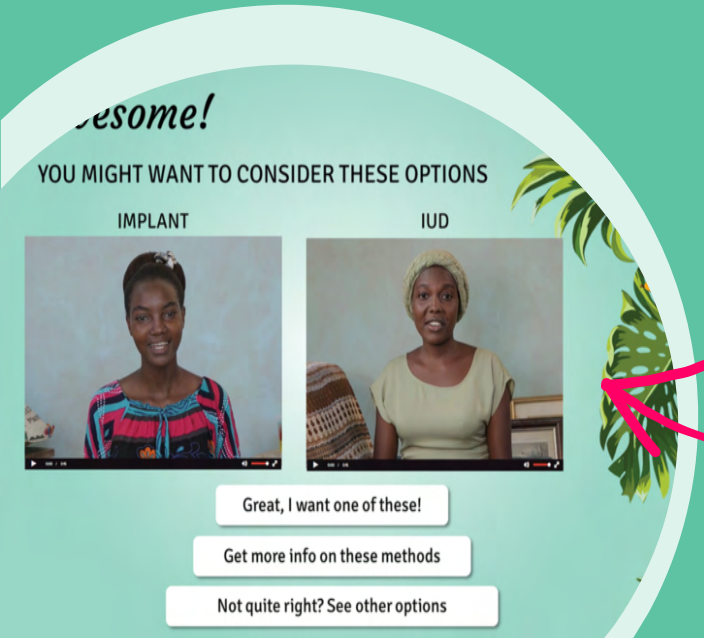 esome!
YOU MIGHT WANT TO CONSIDER THESE OPTIONS
IMPLANT
IUD
Great, I want one of these!
Get more info on these methods
Not quite right? See other options